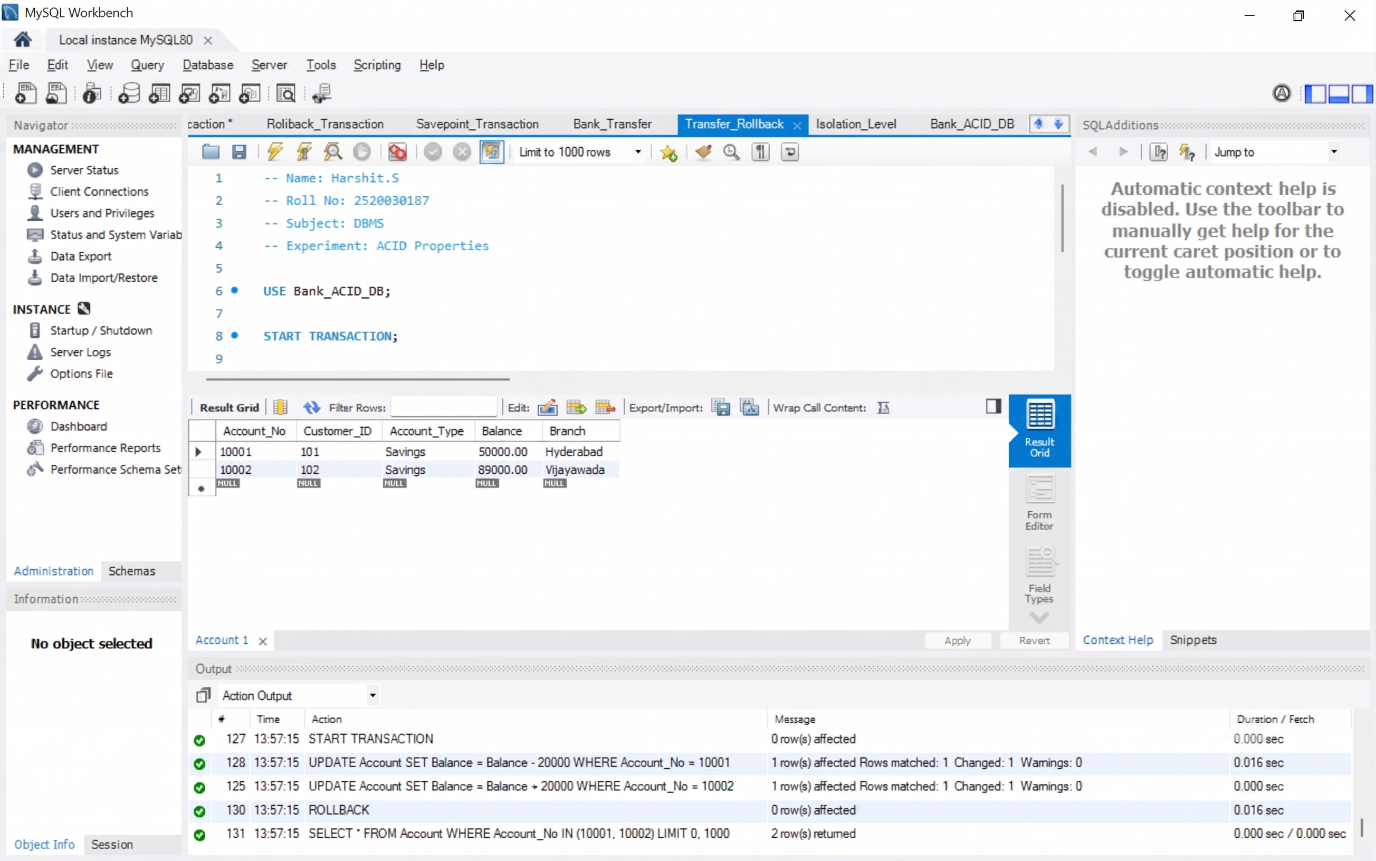 MySQL Workbench
Local instance MySQL80
File Edit View Query Database Server Tools Scripting Help
Navigator
MANAGEMENT
Server Status
Client Connections
Users and Privileges
Status and System Variab
Data Export
Data Import/Restore
INSTANCE
Startup / Shutdown
Server Logs
Options File
PERFORMANCE
Dashboard
Performance Reports
Performance Schema Set
Administration Schemas
Information
No object selected
Object Info Session
caction* Roliback_Transaction Savepoint_Transaction Bank_Transfer Transfer_Rollback Isolation_Level Bank_ACID_DB
Limit to 1000 rows
1 -- Name: Harshit.S
2 -- Roll No: 2520030187
3 -- Subject: DBMS
4 -- Experiment: ACID Properties
5
6 USE Bank_ACID_DB;
7
8 START TRANSACTION;
9
Result Grid Filter Rows: Edit: Export/Import: Wrap Call Content:
Account_No Customer_ID Account_Type Balance Branch
10001 101 Savings 50000.00 Hyderabad
10002 102 Savings 89000.00 Vijayawada
NULL NULL NULL NULL NULL
Result
Orid
Form
Editor
Field
Types
Account 1 Apply Revert
SQLAdditions
Jump to
Automatic context help is
disabled. Use the toolbar to
manually get help for the
current caret position or to
toggle automatic help.
Context Help Snippets
Output
Action Output
# Time Action Message Duration / Fetch
127 13:57:15 START TRANSACTION 0 row(s) affected 0.000 sec
128 13:57:15 UPDATE Account SET Balance = Balance - 20000 WHERE Account_No = 10001 1 row(s) affected Rows matched: 1 Changed: 1 Warnings: 0 0.016 sec
125 13:57:15 UPDATE Account SET Balance = Balance + 20000 WHERE Account_No = 10002 1 row(s) affected Rows matched: 1 Changed: 1 Warnings: 0 0.000 sec
130 13:57:15 ROLLBACK 0 row(s) affected 0.016 sec
131 13:57:15 SELECT * FROM Account WHERE Account_No IN (10001, 10002) LIMIT 0, 1000 2 row(s) returned 0.000 sec / 0.000 sec